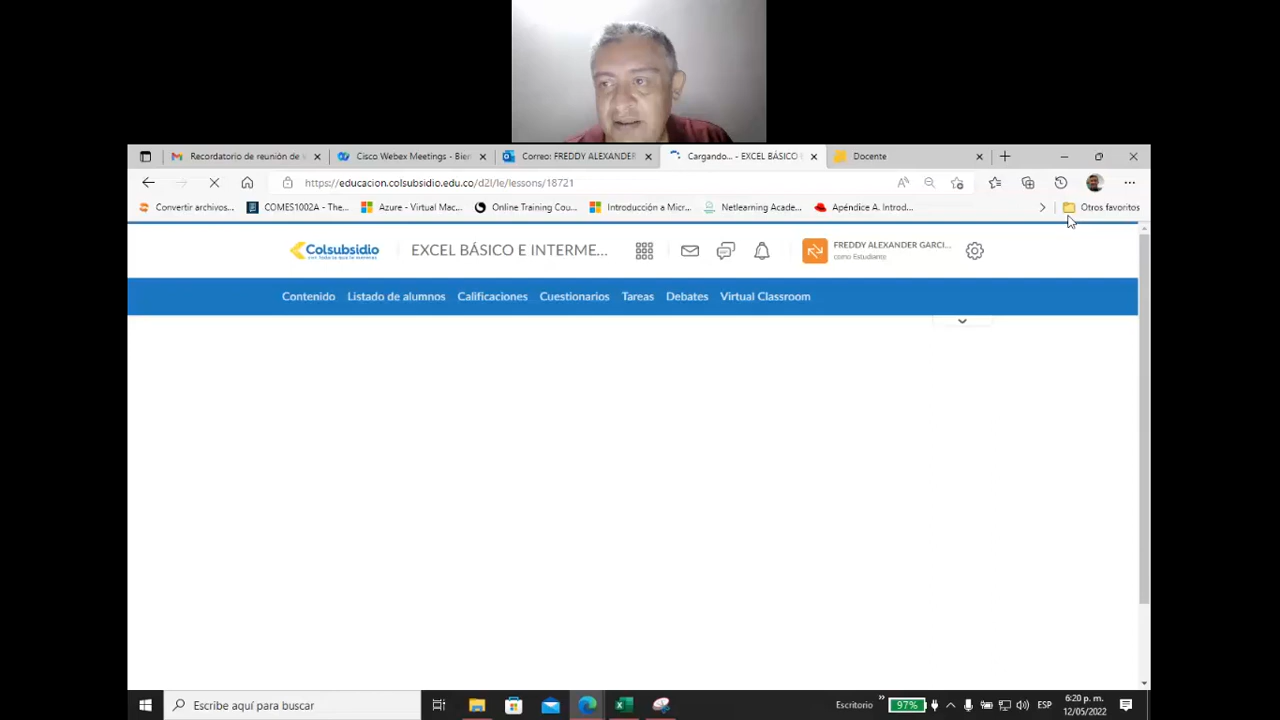 Recordatorio de reunión de v
Cisco Webex Meetings - Bien
Correo: FREDDY ALEXANDER
Cargando... - EXCEL BÁSICO
Docente
https://educacion.colsubsidio.edu.co/d2l/le/lessons/18721
Convertir archivos...
COMES1002A - The...
Azure - Virtual Mac...
Online Training Cou...
Introducción a Micr...
Netlearning Acade...
Apéndice A. Introd...
Otros favoritos
Colsubsidio
EXCEL BÁSICO E INTERME...
FREDDY ALEXANDER GARCI...
como Estudiante
Contenido
Listado de alumnos
Calificaciones
Cuestionarios
Tareas
Debates
Virtual Classroom
Escribe aquí para buscar
Escritorio
97%
ESP
6:20 p. m.
12/05/2022